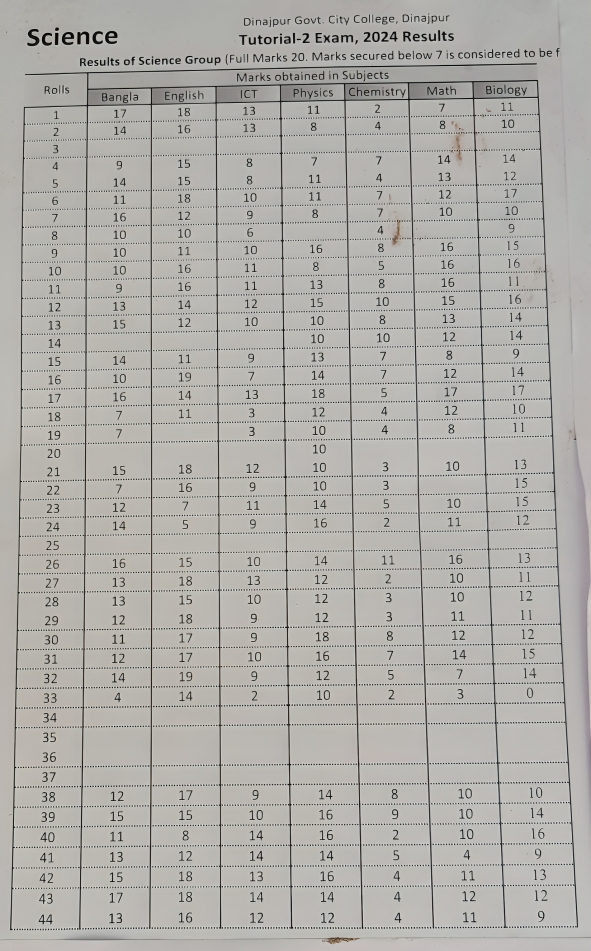 Dinajpur Govt. City College, Dinajpur
Science
Tutorial-2 Exam, 2024 Results
Results of Science Group (Full Marks 20. Marks secured below 7 is considered to be f
Rolls Marks obtained in Subjects
Bangla English ICT Physics Chemistry Math Biology
1 17 18 13 11 2 7 11
2 14 16 13 8 4 8 10
3
4 9 15 8 7 7 14 14
5 14 15 8 11 4 13 12
6 11 18 10 11 7 12 17
7 16 12 9 8 7 10 10
8 10 10 6 4 9
9 10 11 10 16 8 16 15
10 10 16 11 8 5 16 16
11 9 16 11 13 8 16 11
12 13 14 12 15 10 15 16
13 15 12 10 10 8 13 14
14 10 10 12 14
15 14 11 9 13 7 8 9
16 10 19 7 14 7 12 14
17 16 14 13 18 5 17 17
18 7 11 3 12 4 12 10
19 7 3 10 4 8 11
20 10
21 15 18 12 10 3 10 13
22 7 16 9 10 3 15
23 12 7 11 14 5 10 15
24 14 5 9 16 2 11 12
25
26 16 15 10 14 11 16 13
27 13 18 13 12 2 10 11
28 13 15 10 12 3 10 12
29 12 18 9 12 3 11 11
30 11 17 9 18 8 12 12
31 12 17 10 16 7 14 15
32 14 19 9 12 5 7 14
33 4 14 2 10 2 3 0
34
35
36
37
38 12 17 9 14 8 10 10
39 15 15 10 16 9 10 14
40 11 8 14 16 2 10 16
41 13 12 14 14 5 4 9
42 15 18 13 16 4 11 13
43 17 18 14 14 4 12 12
44 13 16 12 12 4 11 9